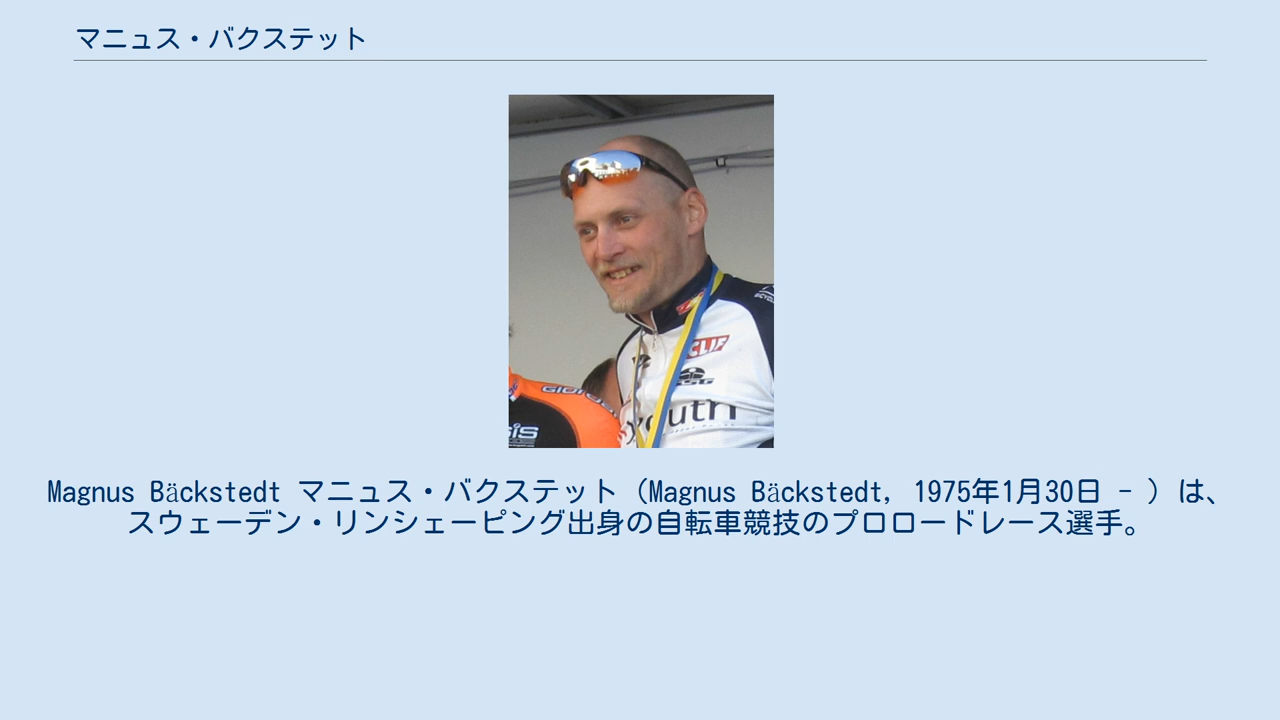 マニュス・バクステット
CLIF
Magnus Bäckstedt マニュス・バクステット (Magnus Bäckstedt, 1975年1月30日 - ) は、
スウェーデン・リンシェーピング出身の自転車競技のプロロードレース選手。